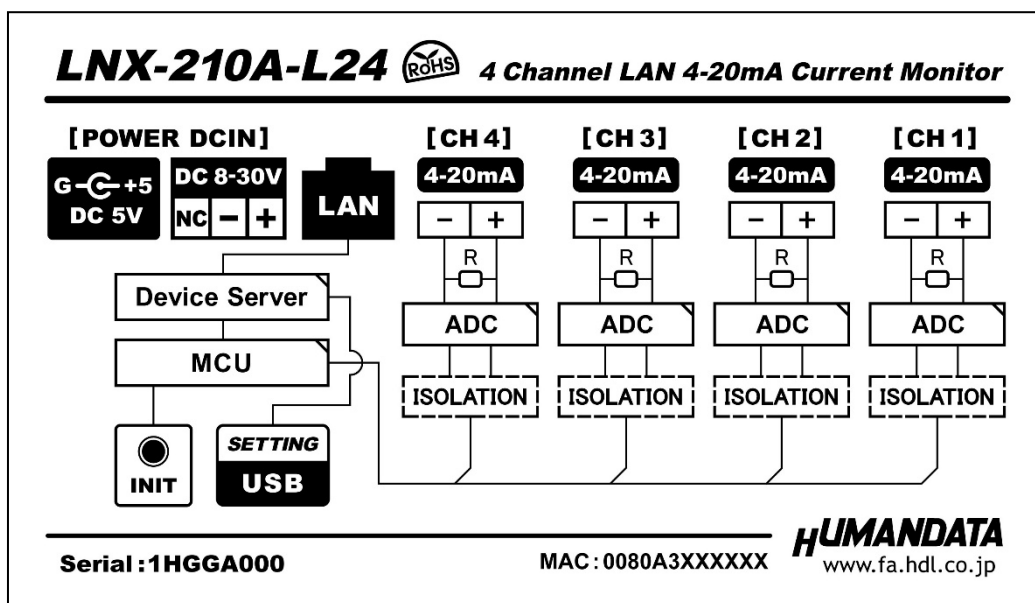 LNX-210A-L24 RoHS 4 Channel LAN 4-20mA Current Monitor
[POWER DCIN] [CH 4] [CH 3] [CH 2] [CH 1]
G +5 DC 8-30V LAN 4-20mA 4-20mA 4-20mA 4-20mA
DC 5V NC − + − + − + − + − +
R R R R
Device Server ADC ADC ADC ADC
MCU
ISOLATION ISOLATION ISOLATION ISOLATION
SETTING
INIT USB
HUMANDATA
Serial:1HGGA000 MAC:0080A3XXXXXX www.fa.hdl.co.jp